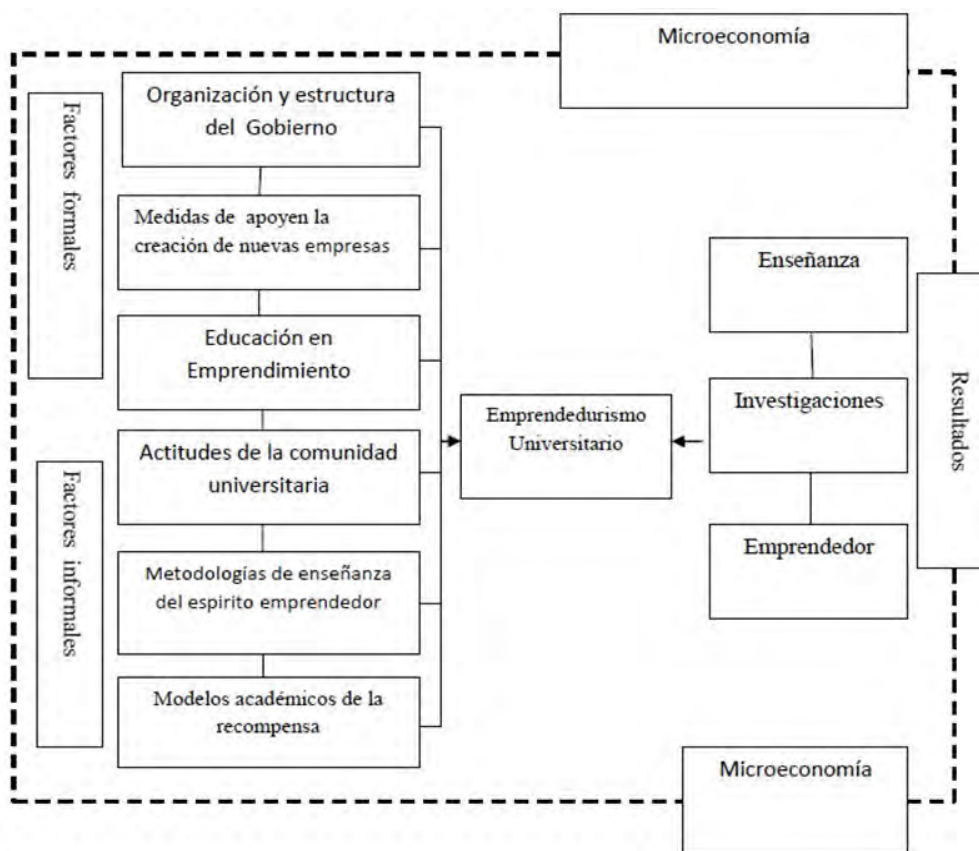 Microeconomía
Factores formales
Organización y estructura
del Gobierno
Medidas de apoyen la
creación de nuevas empresas
Educación en
Emprendimiento
Factores informales
Actitudes de la comunidad
universitaria
Metodologías de enseñanza
del espirito emprendedor
Modelos académicos de la
recompensa
Emprendedurismo
Universitario
Enseñanza
Investigaciones
Emprendedor
Resultados
Microeconomía